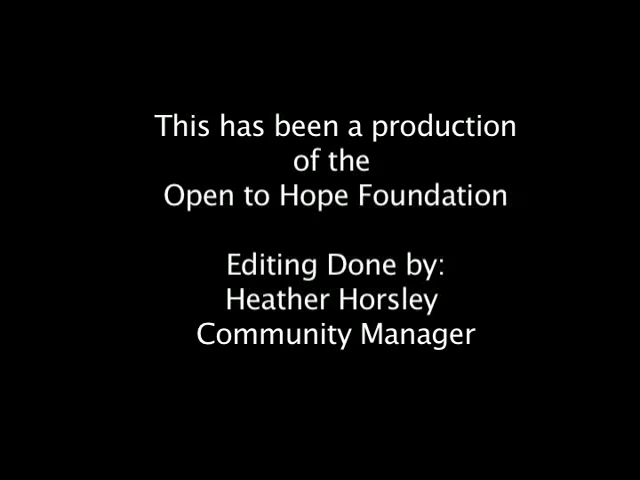 This has been a production
of the
Open to Hope Foundation
Editing Done by:
Heather Horsley
Community Manager